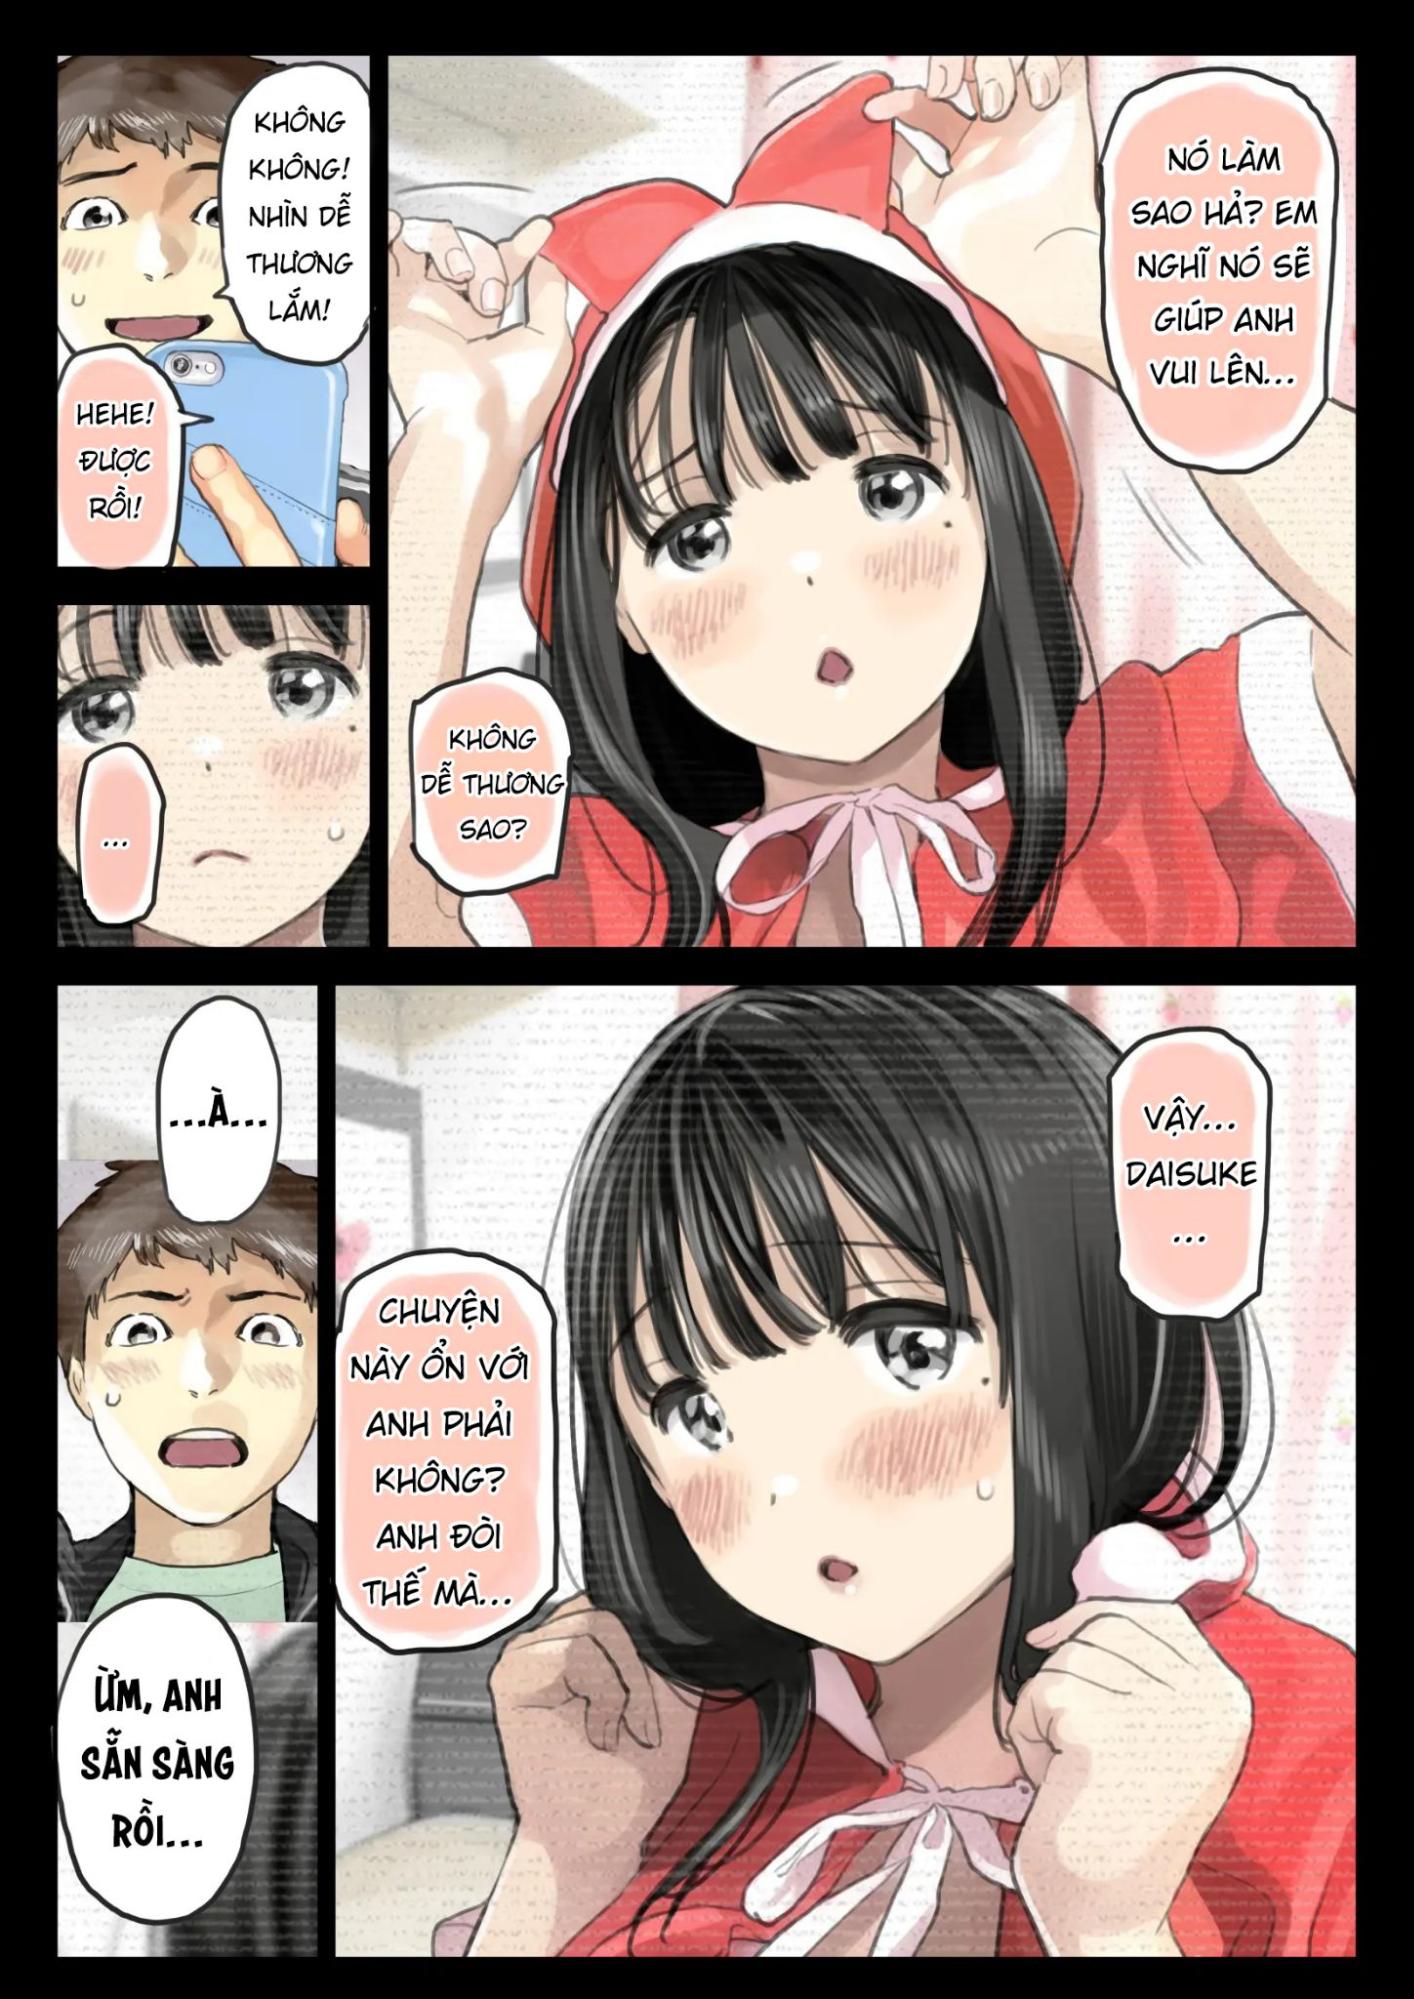 NÓ LÀM
SAO HẢ? EM
NGHĨ NÓ SẼ
GIÚP ANH
VUI LÊN...
KHÔNG
DỄ THƯƠNG
SAO?
KHÔNG
KHÔNG!
NHÌN DỄ
THƯƠNG
LẮM!
HEHE!
ĐƯỢC
RỒI!
...
VẬY...
DAISUKE
...
CHUYỆN
NÀY ỔN VỚI
ANH PHẢI
KHÔNG?
ANH ĐÒI
THẾ MÀ...
...À...
ỪM, ANH
SẴN SÀNG
RỒI...